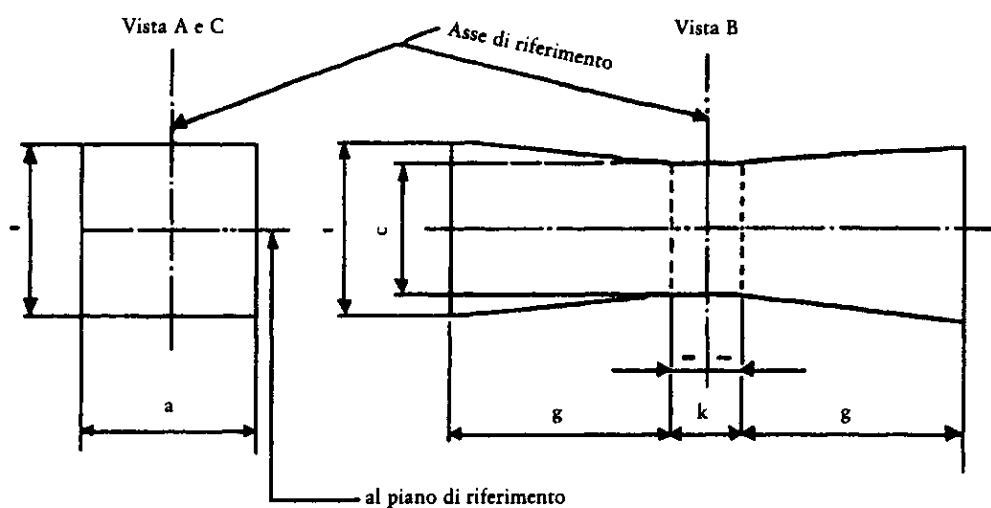 Vista A e C
Asse di riferimento
Vista B
c
a
g
k
g
al piano di riferimento